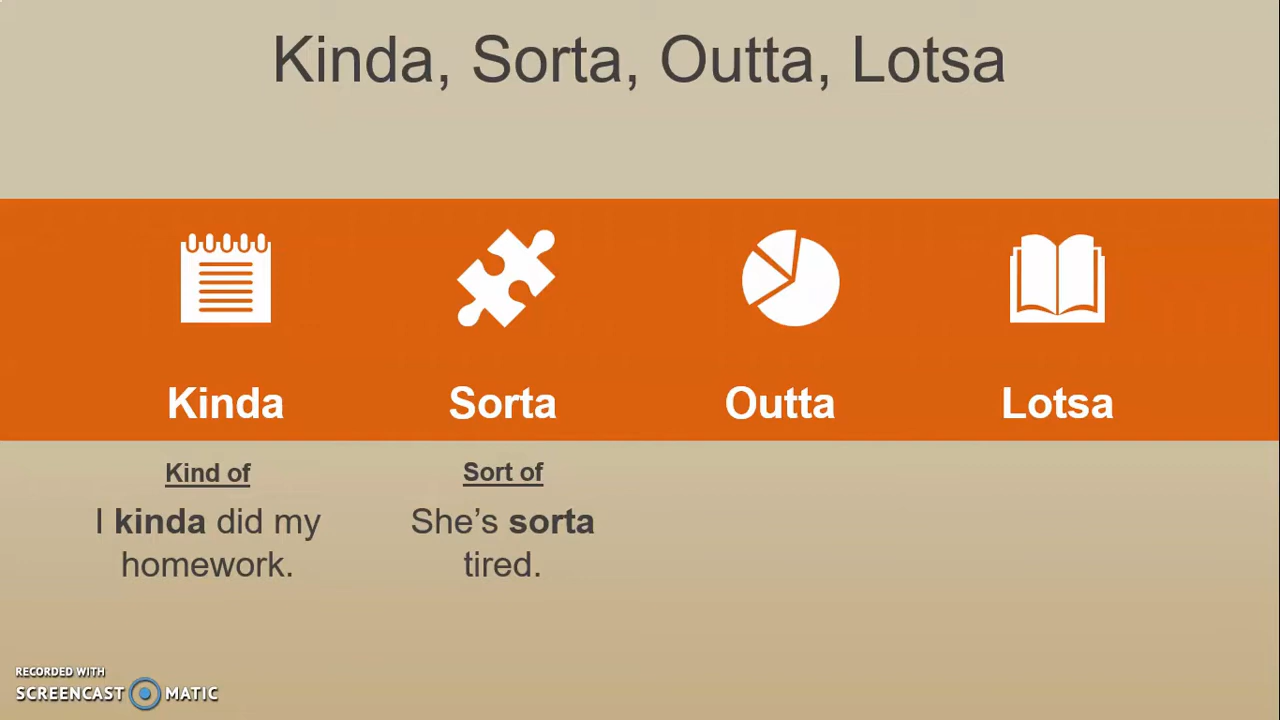 Kinda, Sorta, Outta, Lotsa
Kinda
Sorta
Outta
Lotsa
Kind of
I kinda did my
homework.
Sort of
She's sorta
tired.
RECORDED WITH
SCREENCAST MATIC